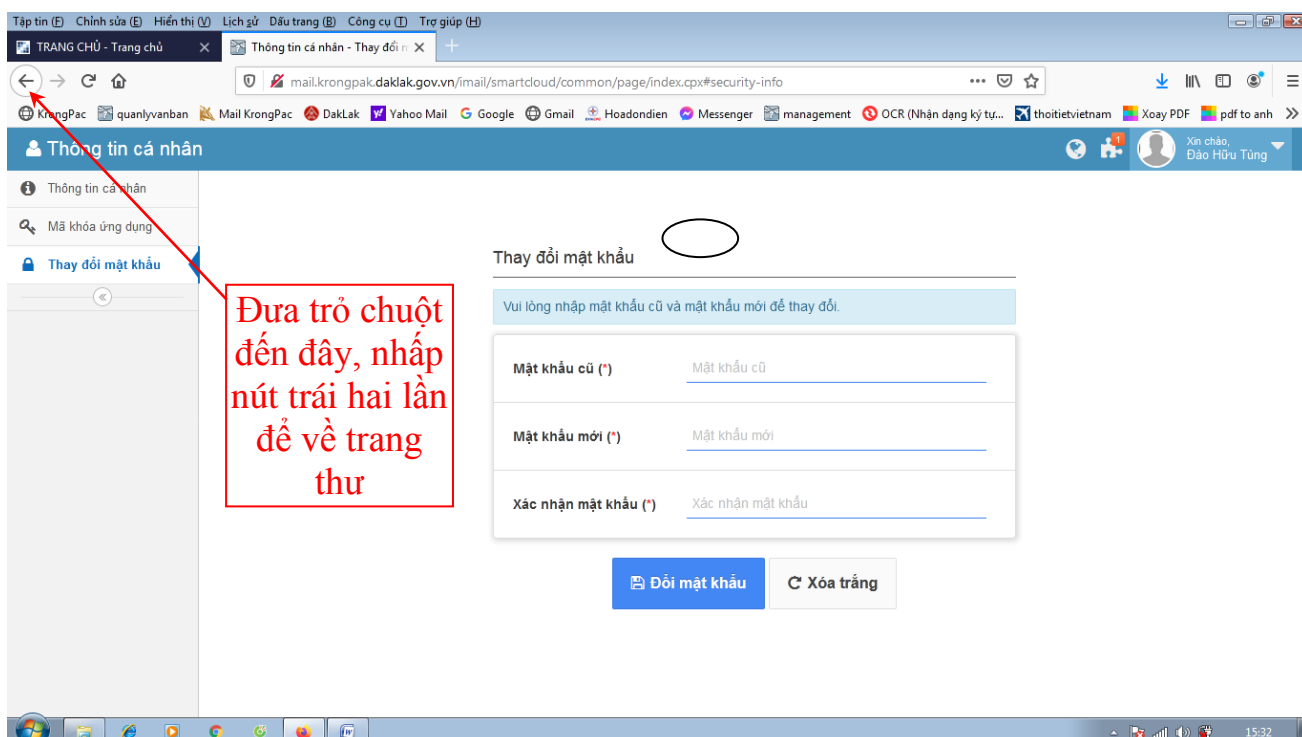 Tập tin (F) Chỉnh sửa (E) Hiển thị (V) Lịch sử Dấu trang (B) Công cụ (T) Trợ giúp (H)
TRANG CHỦ - Trang chủ
Thông tin cá nhân - Thay đổi
mail.krongpak.daklak.gov.vn/imail/smartcloud/common/page/index.cpx#security-info
KrongPac quanlyvanban Mail KrongPac DakLak Yahoo Mail Google Gmail Hoadondien Messenger management OCR (Nhận dạng ký tự... thoitietvietnam Xoay PDF pdf to anh
Thông tin cá nhân
1
Xin chào,
Đào Hữu Tùng
Thông tin cá nhân
Mã khóa ứng dụng
Thay đổi mật khẩu
Thay đổi mật khẩu
Vui lòng nhập mật khẩu cũ và mật khẩu mới để thay đổi.
Đưa trỏ chuột
đến đây, nhấp
nút trái hai lần
để về trang
thư
Mật khẩu cũ (*) Mật khẩu cũ
Mật khẩu mới (*) Mật khẩu mới
Xác nhận mật khẩu (*) Xác nhận mật khẩu
Đổi mật khẩu Xóa trắng
15:32